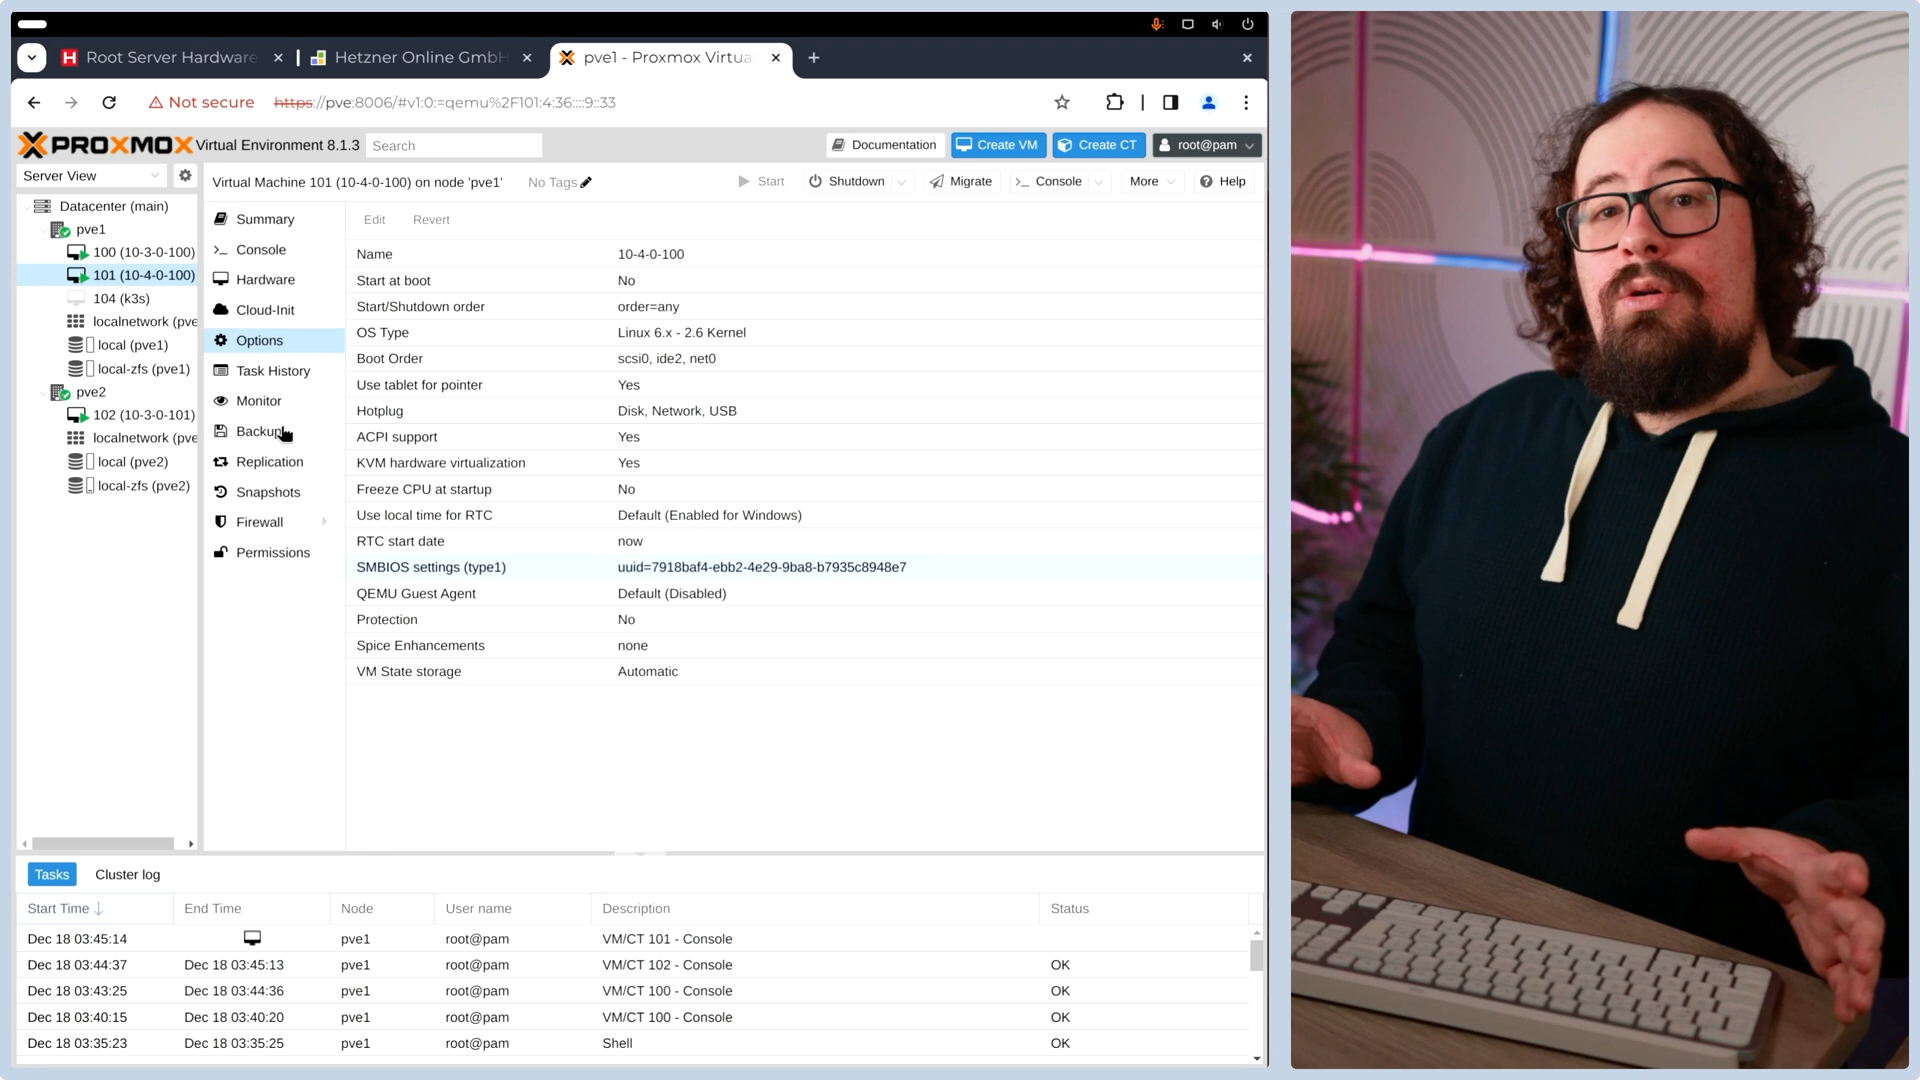 Root Server Hardware
Hetzner Online GmbH
pve1 - Proxmox Virtua
Not secure
https://pve:8006/#v1:0:=qemu%2F101:4:36::::9::33
PROXMOX Virtual Environment 8.1.3
Search
Documentation
Create VM
Create CT
root@pam
Server View
Virtual Machine 101 (10-4-0-100) on node 'pve1'
No Tags
Start
Shutdown
Migrate
Console
More
Help
Datacenter (main)
pve1
100 (10-3-0-100)
101 (10-4-0-100)
104 (k3s)
localnetwork (pve
local (pve1)
local-zfs (pve1)
pve2
102 (10-3-0-101)
localnetwork (pve
local (pve2)
local-zfs (pve2)
Summary
Console
Hardware
Cloud-Init
Options
Task History
Monitor
Backup
Replication
Snapshots
Firewall
Permissions
Edit Revert
Name 10-4-0-100
Start at boot No
Start/Shutdown order order=any
OS Type Linux 6.x - 2.6 Kernel
Boot Order scsi0, ide2, net0
Use tablet for pointer Yes
Hotplug Disk, Network, USB
ACPI support Yes
KVM hardware virtualization Yes
Freeze CPU at startup No
Use local time for RTC Default (Enabled for Windows)
RTC start date now
SMBIOS settings (type1) uuid=7918baf4-ebb2-4e29-9ba8-b7935c8948e7
QEMU Guest Agent Default (Disabled)
Protection No
Spice Enhancements none
VM State storage Automatic
Tasks Cluster log
Start Time End Time Node User name Description Status
Dec 18 03:45:14 pve1 root@pam VM/CT 101 - Console
Dec 18 03:44:37 Dec 18 03:45:13 pve1 root@pam VM/CT 102 - Console OK
Dec 18 03:43:25 Dec 18 03:44:36 pve1 root@pam VM/CT 100 - Console OK
Dec 18 03:40:15 Dec 18 03:40:20 pve1 root@pam VM/CT 100 - Console OK
Dec 18 03:35:23 Dec 18 03:35:25 pve1 root@pam Shell OK